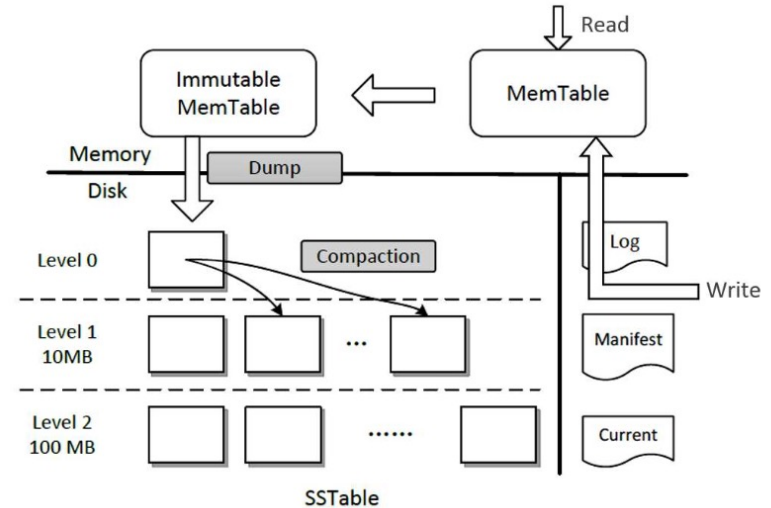 Read
Immutable
MemTable
MemTable
Memory
Dump
Disk
Log
Level 0
Compaction
Write
Level 1
10MB
...
Manifest
Level 2
100 MB
......
Current
SSTable